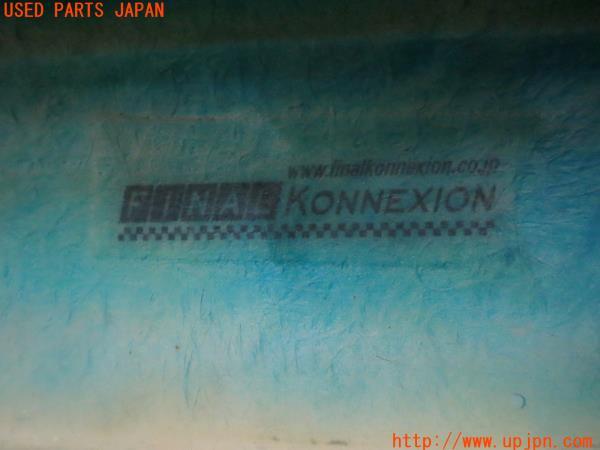 USED PARTS JAPAN
www.finalkonnexion.co.jp
FINAL KONNEXION
http://www.upjpn.com